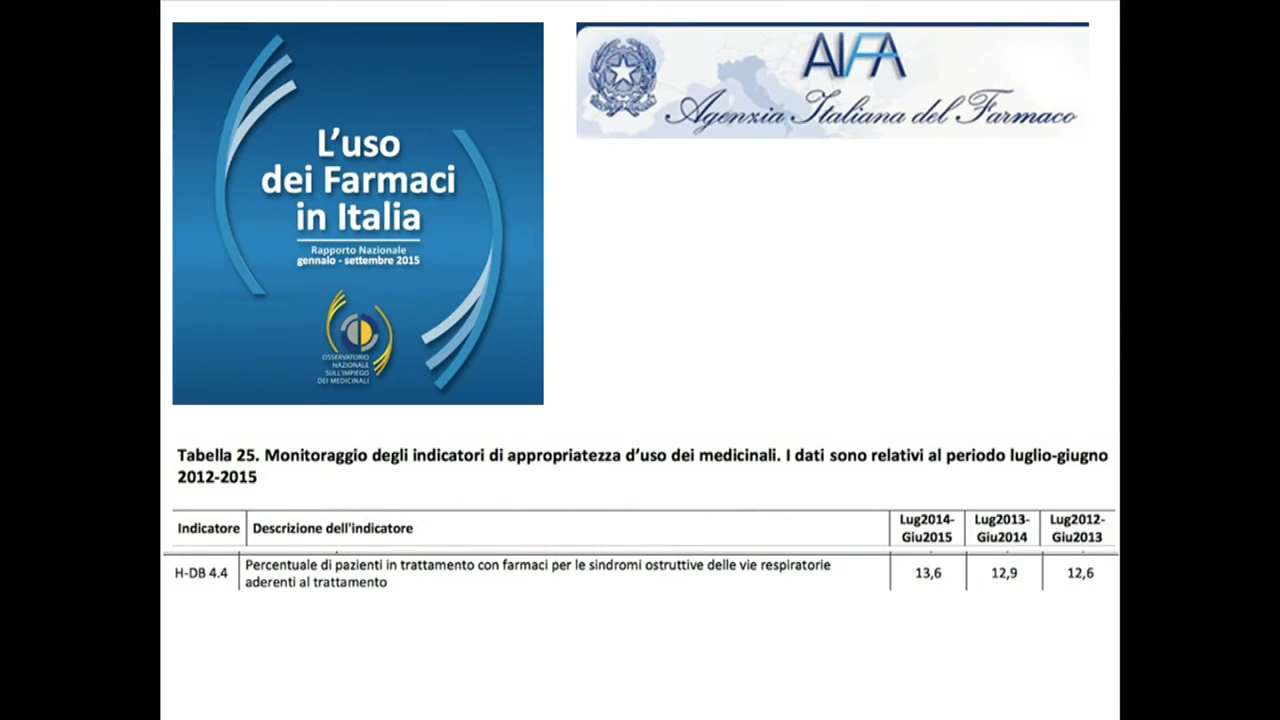 L'uso
dei Farmaci
in Italia
Rapporto Nazionale
gennaio - settembre 2015
OSSERVATORIO
NAZIONALE
SULL'IMPIEGO
DEI MEDICINALI
AIFA
Agenzia Italiana del Farmaco
Tabella 25. Monitoraggio degli indicatori di appropriatezza d'uso dei medicinali. I dati sono relativi al periodo luglio-giugno
2012-2015
Indicatore Descrizione dell'indicatore Lug2014-Giu2015 Lug2013-Giu2014 Lug2012-Giu2013
H-DB 4.4 Percentuale di pazienti in trattamento con farmaci per le sindromi ostruttive delle vie respiratorie
aderenti al trattamento 13,6 12,9 12,6